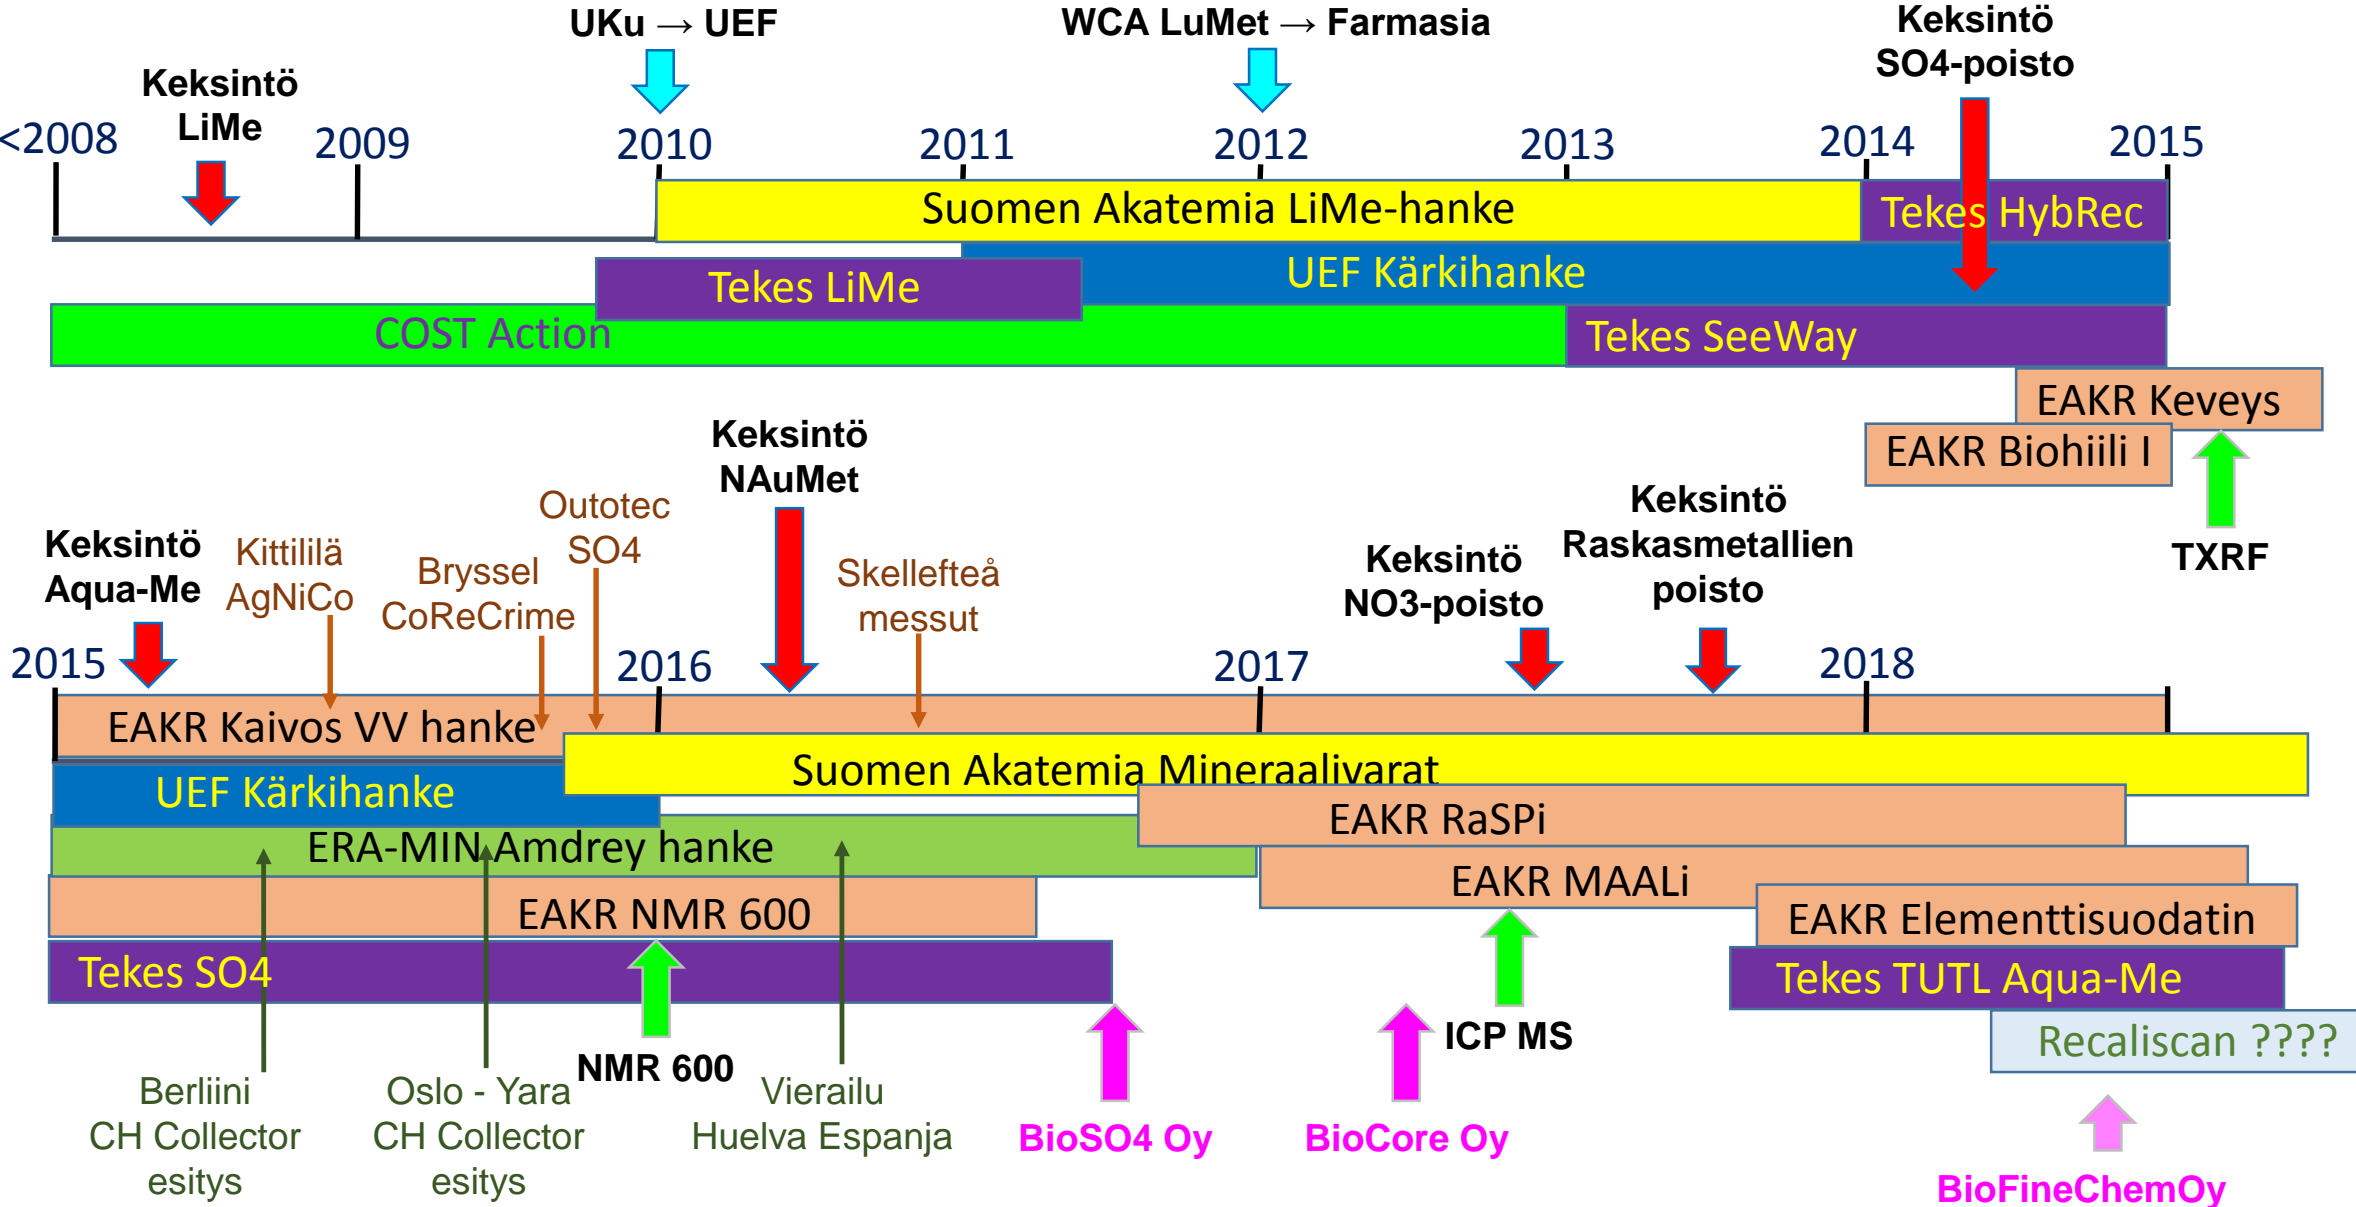 UKu → UEF
WCA LuMet → Farmasia
Keksintö
SO4-poisto
Keksintö
LiMe
<2008
2009
2010
2011
2012
2013
2014
2015
Suomen Akatemia LiMe-hanke
Tekes HybRec
UEF Kärkihanke
Tekes LiMe
COST Action
Tekes SeeWay
EAKR Keveys
EAKR Biohiili I
TXRF
Keksintö
NAuMet
Outotec
SO4
Keksintö
Aqua-Me
Kittililä
AgNiCo
Bryssel
CoReCrime
Skellefteå
messut
Keksintö
NO3-poisto
Keksintö
Raskasmetallien
poisto
2015
2016
2017
2018
EAKR Kaivos VV hanke
Suomen Akatemia Mineraalivarat
UEF Kärkihanke
EAKR RaSPi
ERA-MIN Amdrey hanke
EAKR MAALi
EAKR NMR 600
EAKR Elementtisuodatin
Tekes SO4
Tekes TUTL Aqua-Me
Recaliscan ????
NMR 600
ICP MS
Berliini
CH Collector
esitys
Oslo - Yara
CH Collector
esitys
Vierailu
Huelva Espanja
BioSO4 Oy
BioCore Oy
BioFineChemOy